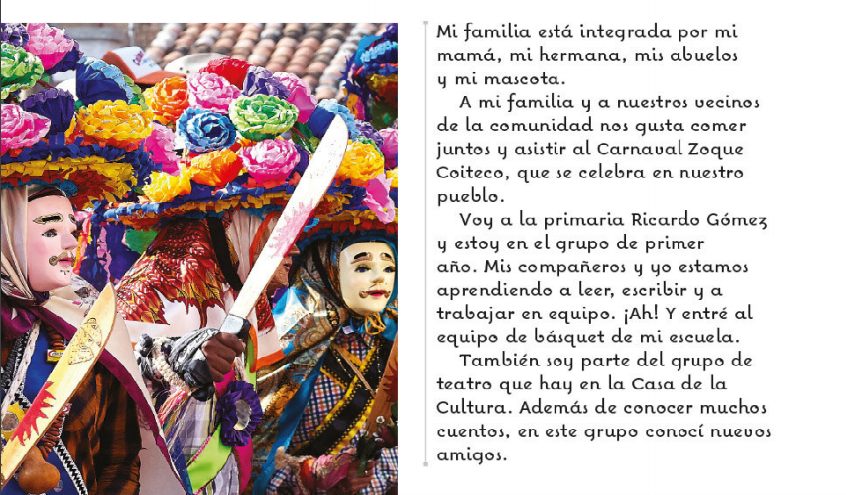 Mi familia está integrada por mi
mamá, mi hermana, mis abuelos
y mi mascota.
A mi familia y a nuestros vecinos
de la comunidad nos gusta comer
juntos y asistir al Carnaval Zoque
Coiteco, que se celebra en nuestro
pueblo.
Voy a la primaria Ricardo Gómez
y estoy en el grupo de primer
año. Mis compañeros y yo estamos
aprendiendo a leer, escribir y a
trabajar en equipo. ¡Ah! Y entré al
equipo de básquet de mi escuela.
También soy parte del grupo de
teatro que hay en la Casa de la
Cultura. Además de conocer muchos
cuentos, en este grupo conocí nuevos
amigos.